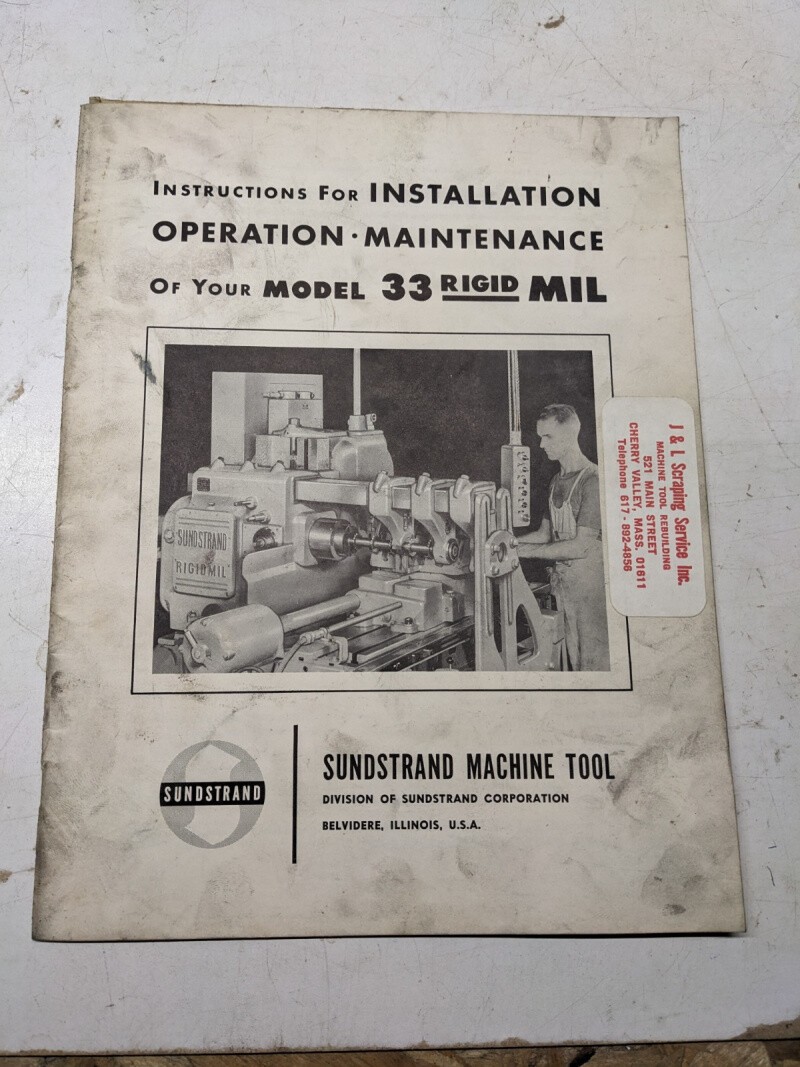 INSTRUCTIONS FOR INSTALLATION
OPERATION · MAINTENANCE
OF YOUR MODEL 33 RIGID MIL
SUNDSTRAND
"RIGIDMIL"
J & L Scraping Service Inc.
MACHINE TOOL REBUILDING
521 MAIN STREET
CHERRY VALLEY, MASS. 01611
Telephone 617 - 892-4856
SUNDSTRAND
SUNDSTRAND MACHINE TOOL
DIVISION OF SUNDSTRAND CORPORATION
BELVIDERE, ILLINOIS, U.S.A.